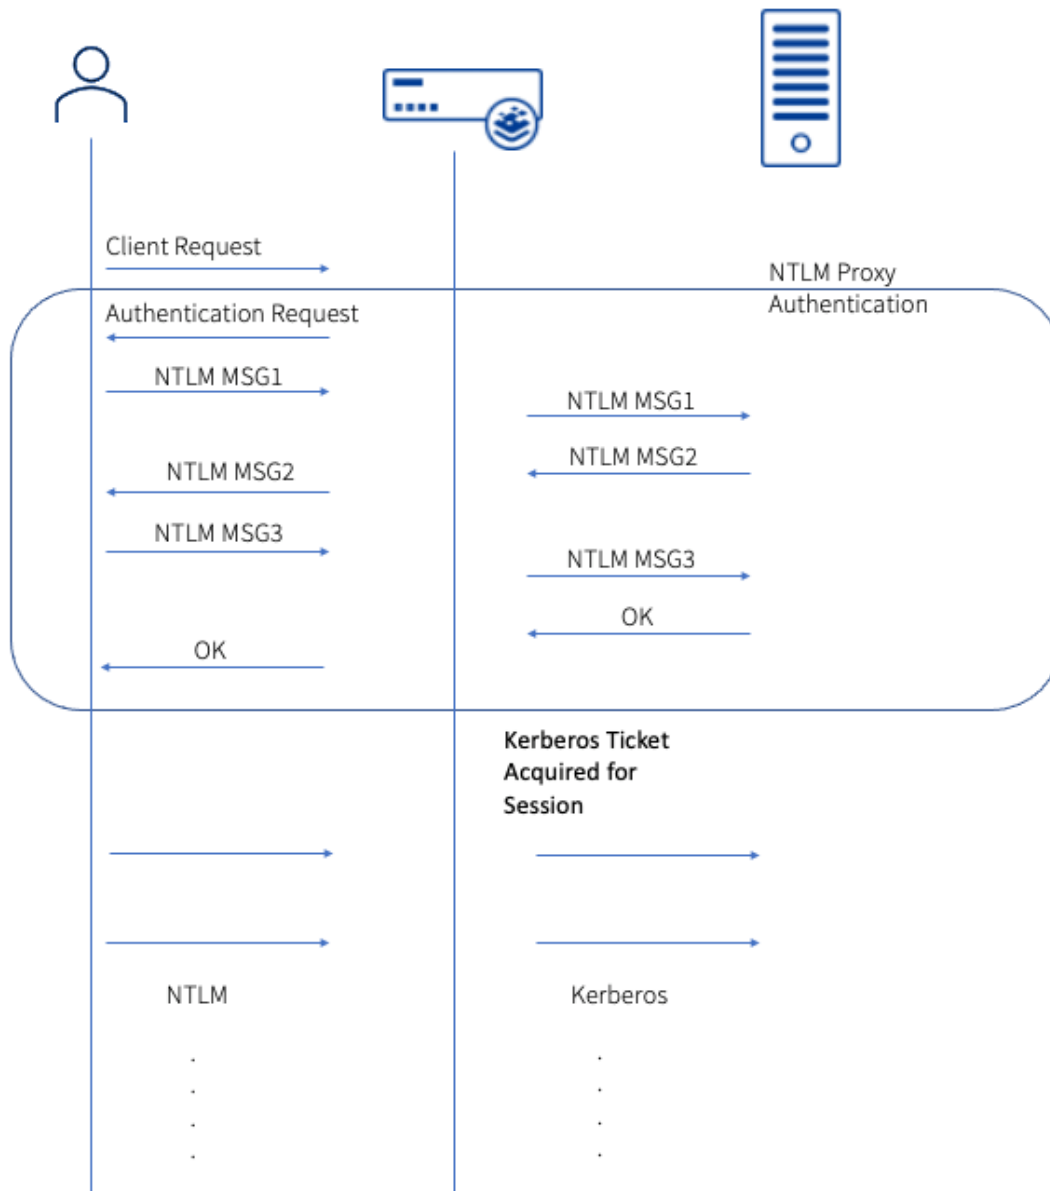 Client Request
NTLM Proxy
Authentication
Authentication Request
NTLM MSG1
NTLM MSG1
NTLM MSG2
NTLM MSG2
NTLM MSG3
NTLM MSG3
OK
OK
Kerberos Ticket
Acquired for
Session
NTLM
Kerberos